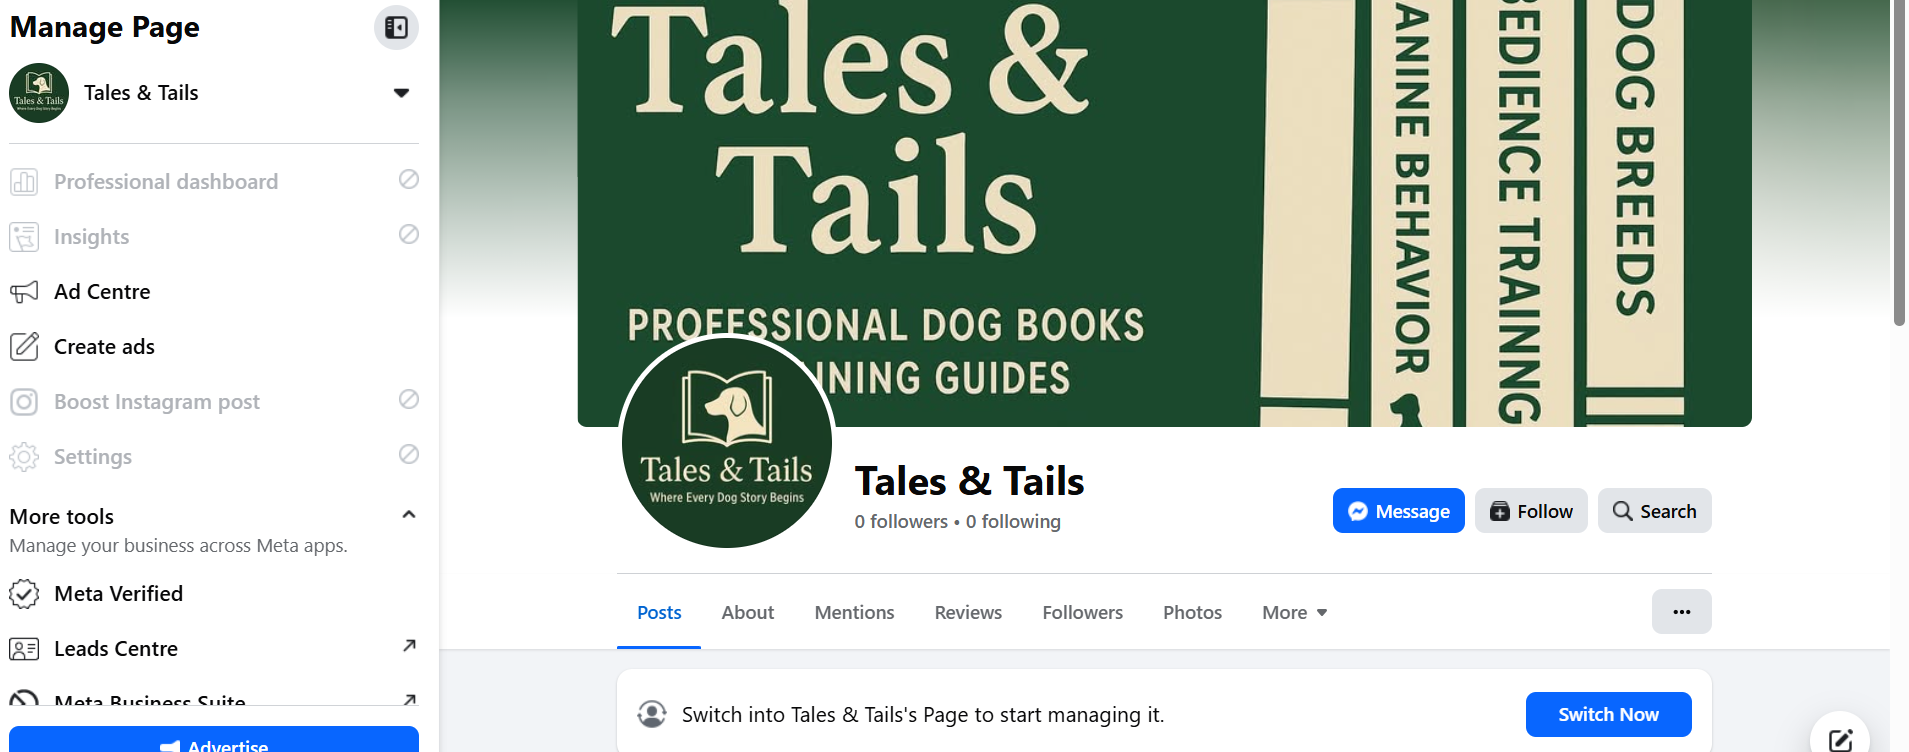 Manage Page
Tales & Tails
Professional dashboard
Insights
Ad Centre
Create ads
Boost Instagram post
Settings
More tools
Manage your business across Meta apps.
Meta Verified
Leads Centre
Meta Business Suite
Advertise
Tales &
Tails
PROFESSIONAL DOG BOOKS
INING GUIDES
ANINE BEHAVIOR
BEDIENCE TRAINING
DOG BREEDS
Tales & Tails
Where Every Dog Story Begins
Tales & Tails
0 followers • 0 following
Message
Follow
Search
Posts
About
Mentions
Reviews
Followers
Photos
More
Switch into Tales & Tails's Page to start managing it.
Switch Now